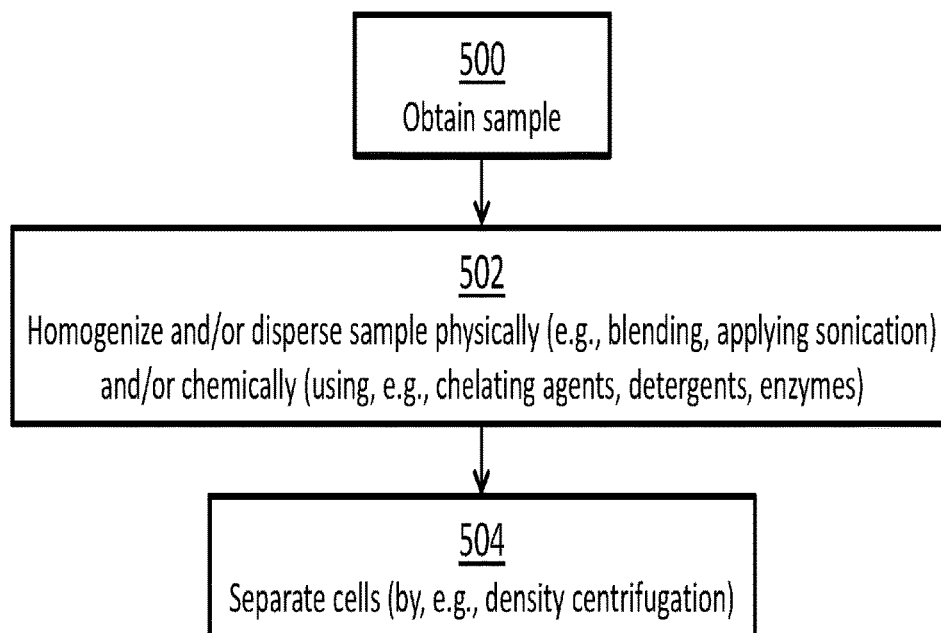 500
Obtain sample
502
Homogenize and/or disperse sample physically (e.g., blending, applying sonication)
and/or chemically (using, e.g., chelating agents, detergents, enzymes)
504
Separate cells (by, e.g., density centrifugation)